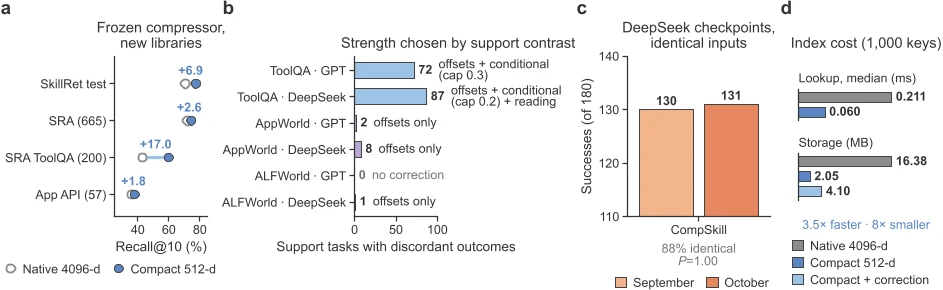 a
Frozen compressor,
new libraries
SkillRet test
+6.9
SRA (665)
+2.6
SRA ToolQA (200)
+17.0
App API (57)
+1.8
40 60 80
Recall@10 (%)
Native 4096-d Compact 512-d
b
Strength chosen by support contrast
ToolQA · GPT 72 offsets + conditional
(cap 0.3)
ToolQA · DeepSeek 87 offsets + conditional
(cap 0.2) + reading
AppWorld · GPT 2 offsets only
AppWorld · DeepSeek 8 offsets only
ALFWorld · GPT 0 no correction
ALFWorld · DeepSeek 1 offsets only
0 50 100
Support tasks with discordant outcomes
c
DeepSeek checkpoints,
identical inputs
Successes (of 180)
140
130
120
110
130 131
CompSkill
88% identical
P=1.00
September October
d
Index cost (1,000 keys)
Lookup, median (ms)
0.211
0.060
Storage (MB)
16.38
2.05
4.10
3.5× faster · 8× smaller
Native 4096-d
Compact 512-d
Compact + correction